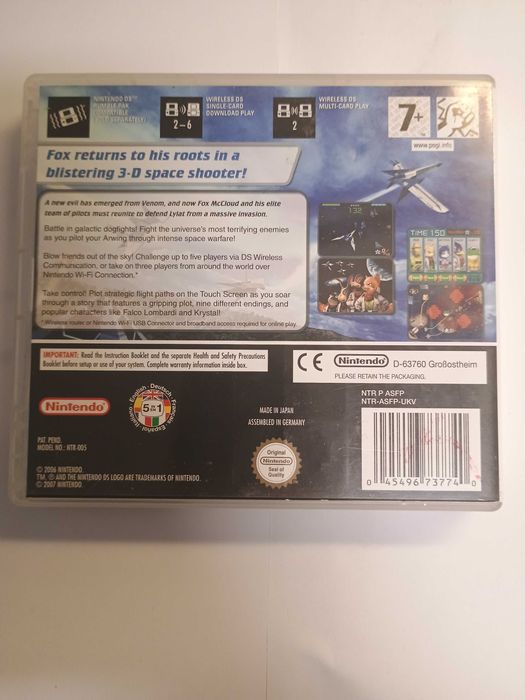 NINTENDO DS™
RUMBLE PAK
COMPATIBLE
(SOLD SEPARATELY)
WIRELESS DS
SINGLE-CARD
DOWNLOAD PLAY
2-6
WIRELESS DS
MULTI-CARD PLAY
2
7+
www.pegi.info
Fox returns to his roots in a
blistering 3-D space shooter!
A new evil has emerged from Venom, and now Fox McCloud and his elite
team of pilots must reunite to defend Lylat from a massive invasion.
Battle in galactic dogfights! Fight the universe's most terrifying enemies
as you pilot your Arwing through intense space warfare!
Blow friends out of the sky! Challenge up to five players via DS Wireless
Communication, or take on three players from around the world over
Nintendo Wi-Fi Connection.*
Take control! Plot strategic flight paths on the Touch Screen as you soar
through a story that features a gripping plot, nine different endings, and
popular characters like Falco Lombardi and Krystal!
*Wireless router or Nintendo Wi-Fi USB Connector and broadband access required for online play.
132
TIME 150
IMPORTANT: Read the Instruction Booklet and the separate Health and Safety Precautions
Booklet before setup or use of your system. Complete warranty information inside box.
CE Nintendo D-63760 Großostheim
PLEASE RETAIN THE PACKAGING.
Nintendo
English · Deutsch · Français · Español · Italiano
5 in 1
MADE IN JAPAN
ASSEMBLED IN GERMANY
NTR P ASFP
NTR-ASFP-UKV
PAT. PEND.
MODEL NO.: NTR-005
Original
Nintendo
Seal of
Quality
© 2006 NINTENDO
TM, ® AND THE NINTENDO DS LOGO ARE TRADEMARKS OF NINTENDO.
© 2007 NINTENDO
0 45496 73774 0